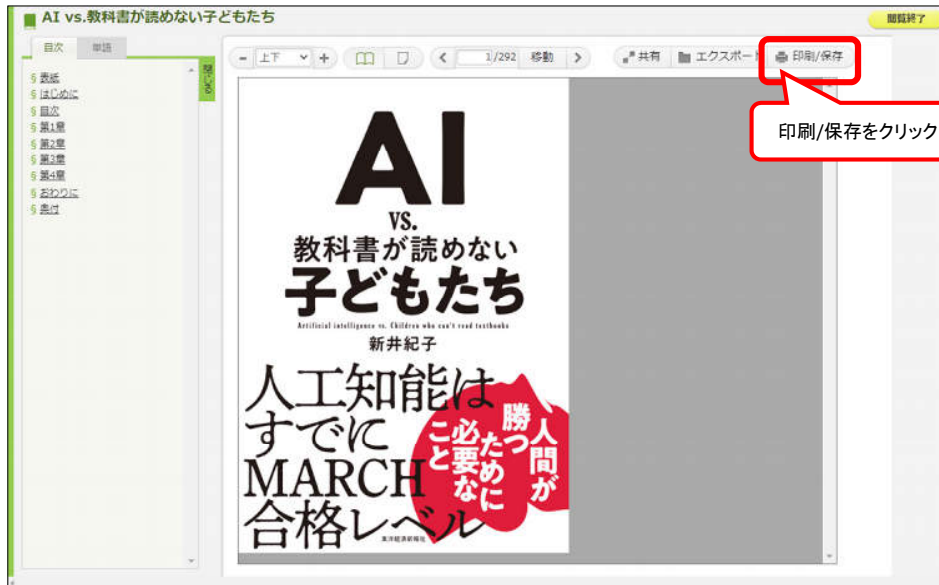 AI vs.教科書が読めない子どもたち
閲覧終了
目次 単語
閉じる
- 上下 +
1/292 移動
共有 エクスポート 印刷/保存
§ 表紙
§ はじめに
§ 目次
§ 第1章
§ 第2章
§ 第3章
§ 第4章
§ おわりに
§ 奥付
印刷/保存をクリック
AI
VS.
教科書が読めない
子どもたち
Artificial intelligence vs. Children who can't read textbooks
新井紀子
人工知能は
すでに
MARCH
合格レベル
人間が
勝つ
ために
必要な
こと
東洋経済新報社